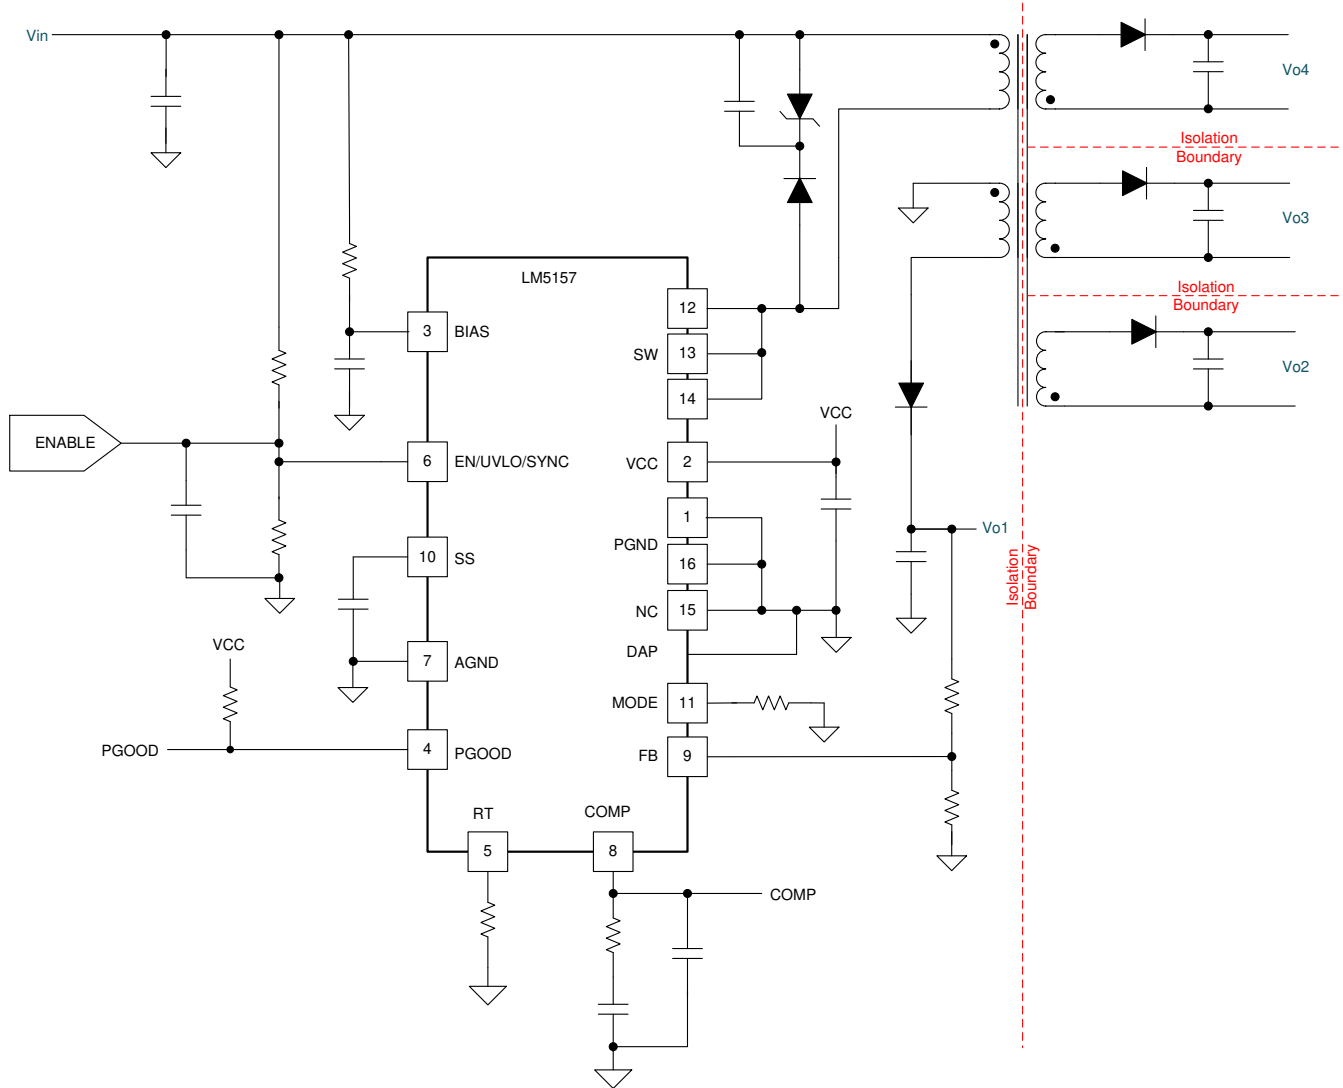 Vin
Vo4
Isolation
Boundary
Vo3
Isolation
Boundary
Vo2
LM5157
12
3
BIAS
SW
13
14
VCC
ENABLE
6
EN/UVLO/SYNC
VCC
2
1
PGND
16
Vo1
10
SS
NC
15
Isolation
Boundary
VCC
7
AGND
DAP
MODE
11
PGOOD
4
PGOOD
FB
9
RT
COMP
5
8
COMP